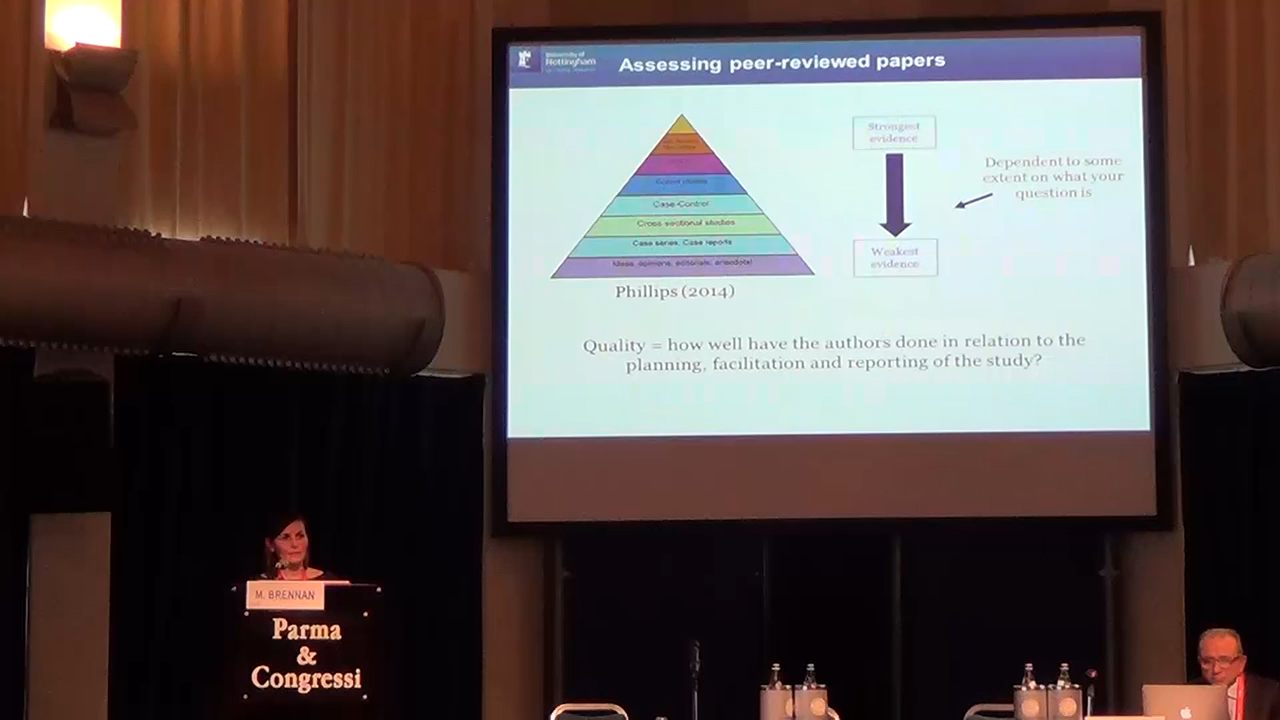 University of
Nottingham
Assessing peer-reviewed papers
Case-Control
Cross sectional studies
Case series, Case reports
Ideas, opinions, editorials, anecdotal
Phillips (2014)
Strongest
evidence
Weakest
evidence
Dependent to some
extent on what your
question is
Quality = how well have the authors done in relation to the
planning, facilitation and reporting of the study?
M. BRENNAN
Parma
&
Congressi